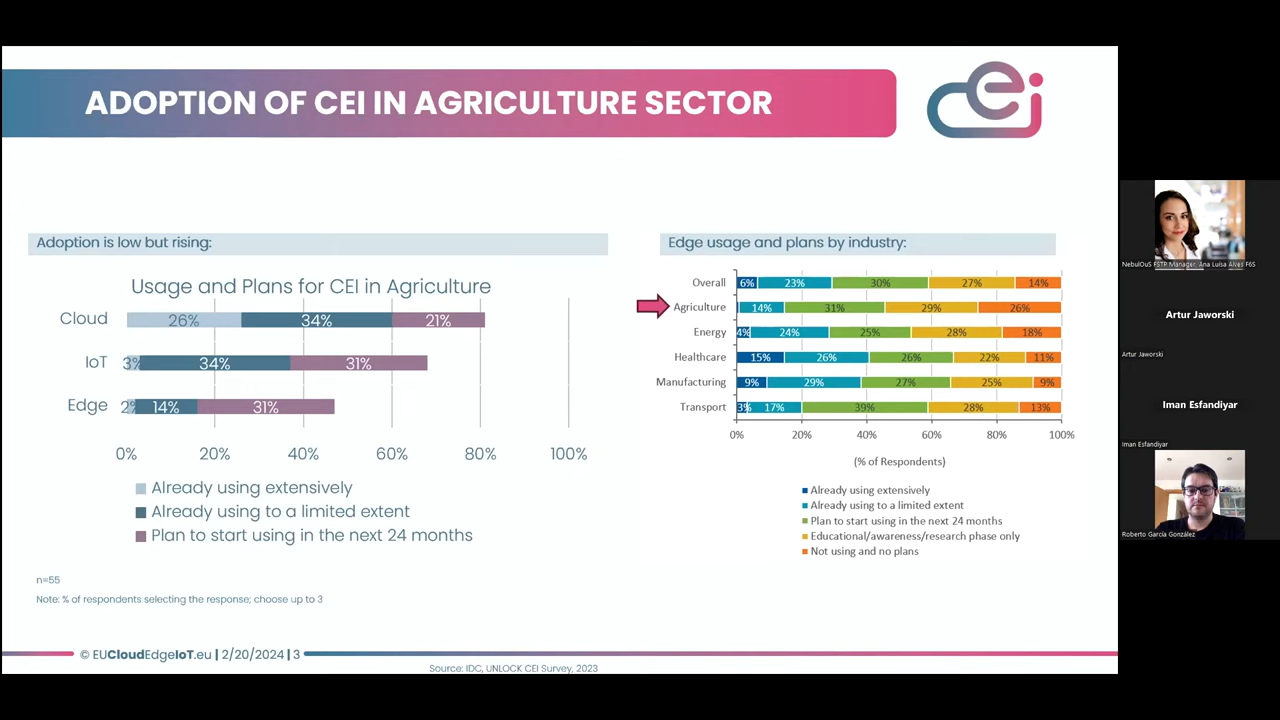 ADOPTION OF CEI IN AGRICULTURE SECTOR
cei
Adoption is low but rising:
Usage and Plans for CEI in Agriculture
Cloud 26% 34% 21%
IoT 3% 34% 31%
Edge 2% 14% 31%
0% 20% 40% 60% 80% 100%
Already using extensively
Already using to a limited extent
Plan to start using in the next 24 months
n=55
Note: % of respondents selecting the response; choose up to 3
Edge usage and plans by industry:
Overall 6% 23% 30% 27% 14%
Agriculture 14% 31% 29% 26%
Energy 4% 24% 25% 28% 18%
Healthcare 15% 26% 26% 22% 11%
Manufacturing 9% 29% 27% 25% 9%
Transport 3% 17% 39% 28% 13%
0% 20% 40% 60% 80% 100%
(% of Respondents)
Already using extensively
Already using to a limited extent
Plan to start using in the next 24 months
Educational/awareness/research phase only
Not using and no plans
© EUCloudEdgeIoT.eu | 2/20/2024 | 3
Source: IDC, UNLOCK CEI Survey, 2023
NebulOuS FSTP Manager, Ana Luísa Alves F6S
Artur Jaworski
Artur Jaworski
Iman Esfandiyar
Iman Esfandiyar
Roberto García González